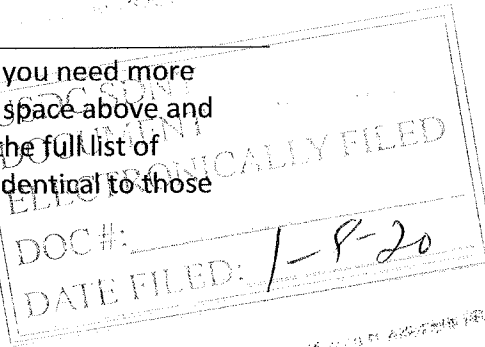 you need more
space above and
the full list of
identical to those
USDC SDNY
DOCUMENT
ELECTRONICALLY FILED
DOC #:
DATE FILED: 1-8-20